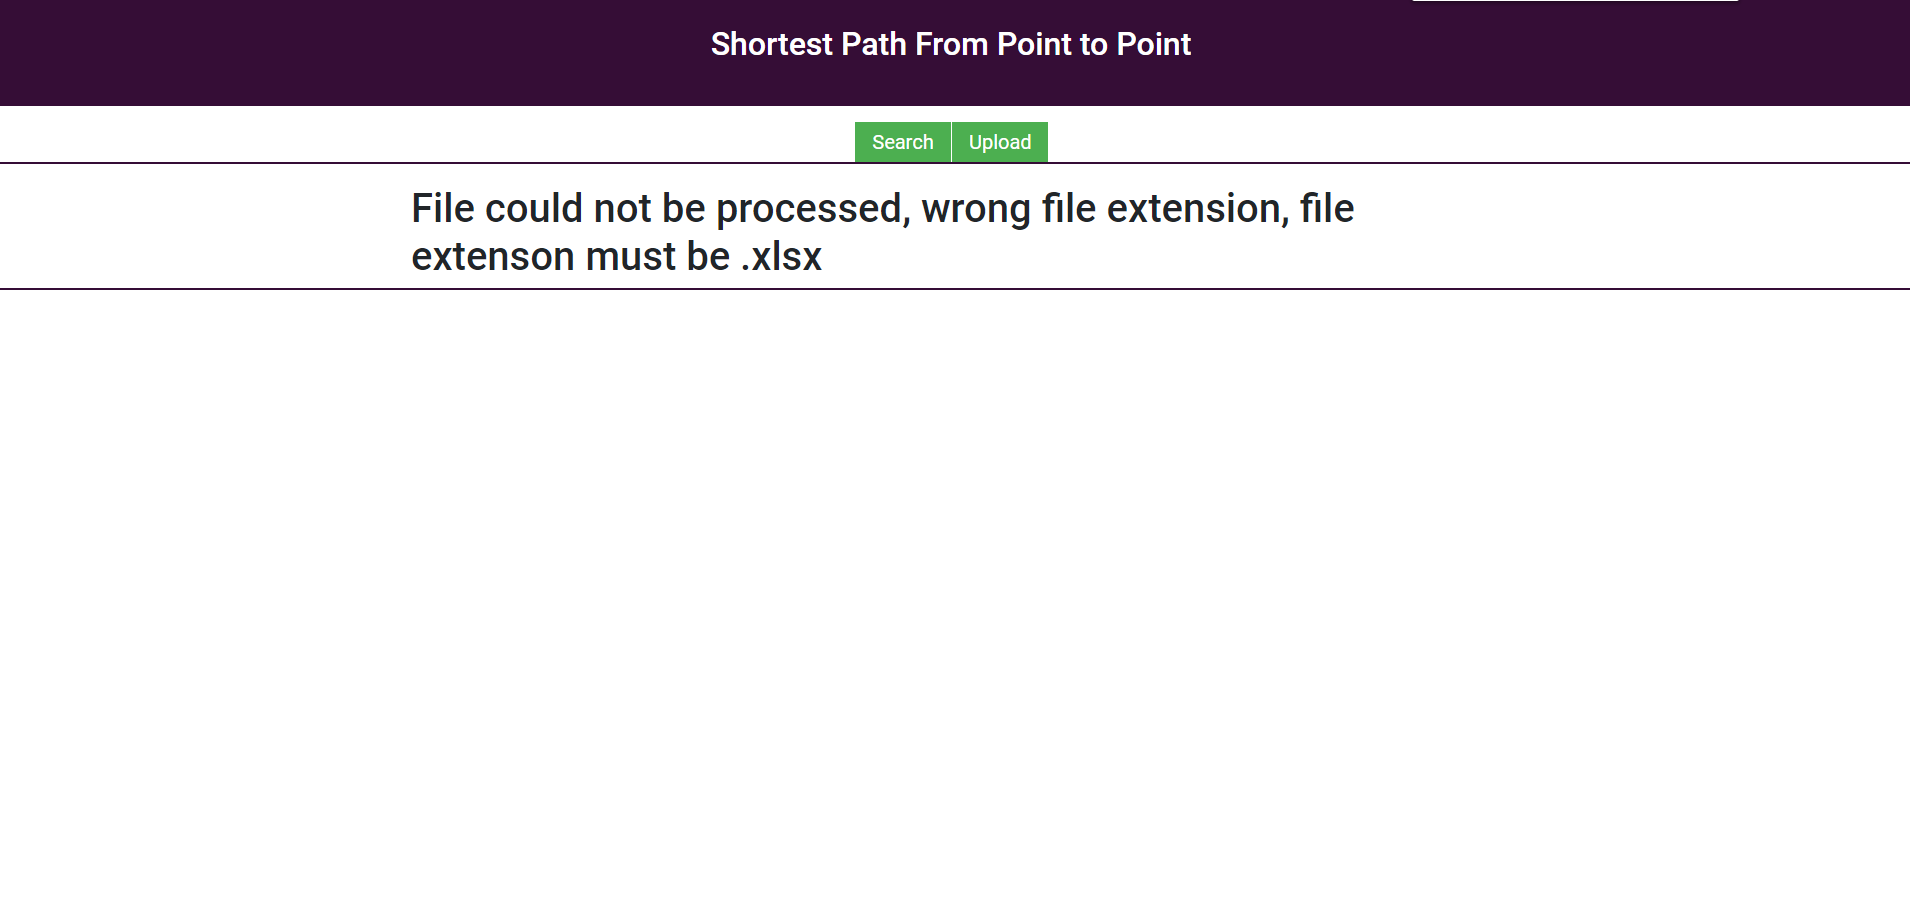 Shortest Path From Point to Point
Search Upload
File could not be processed, wrong file extension, file
extenson must be .xlsx